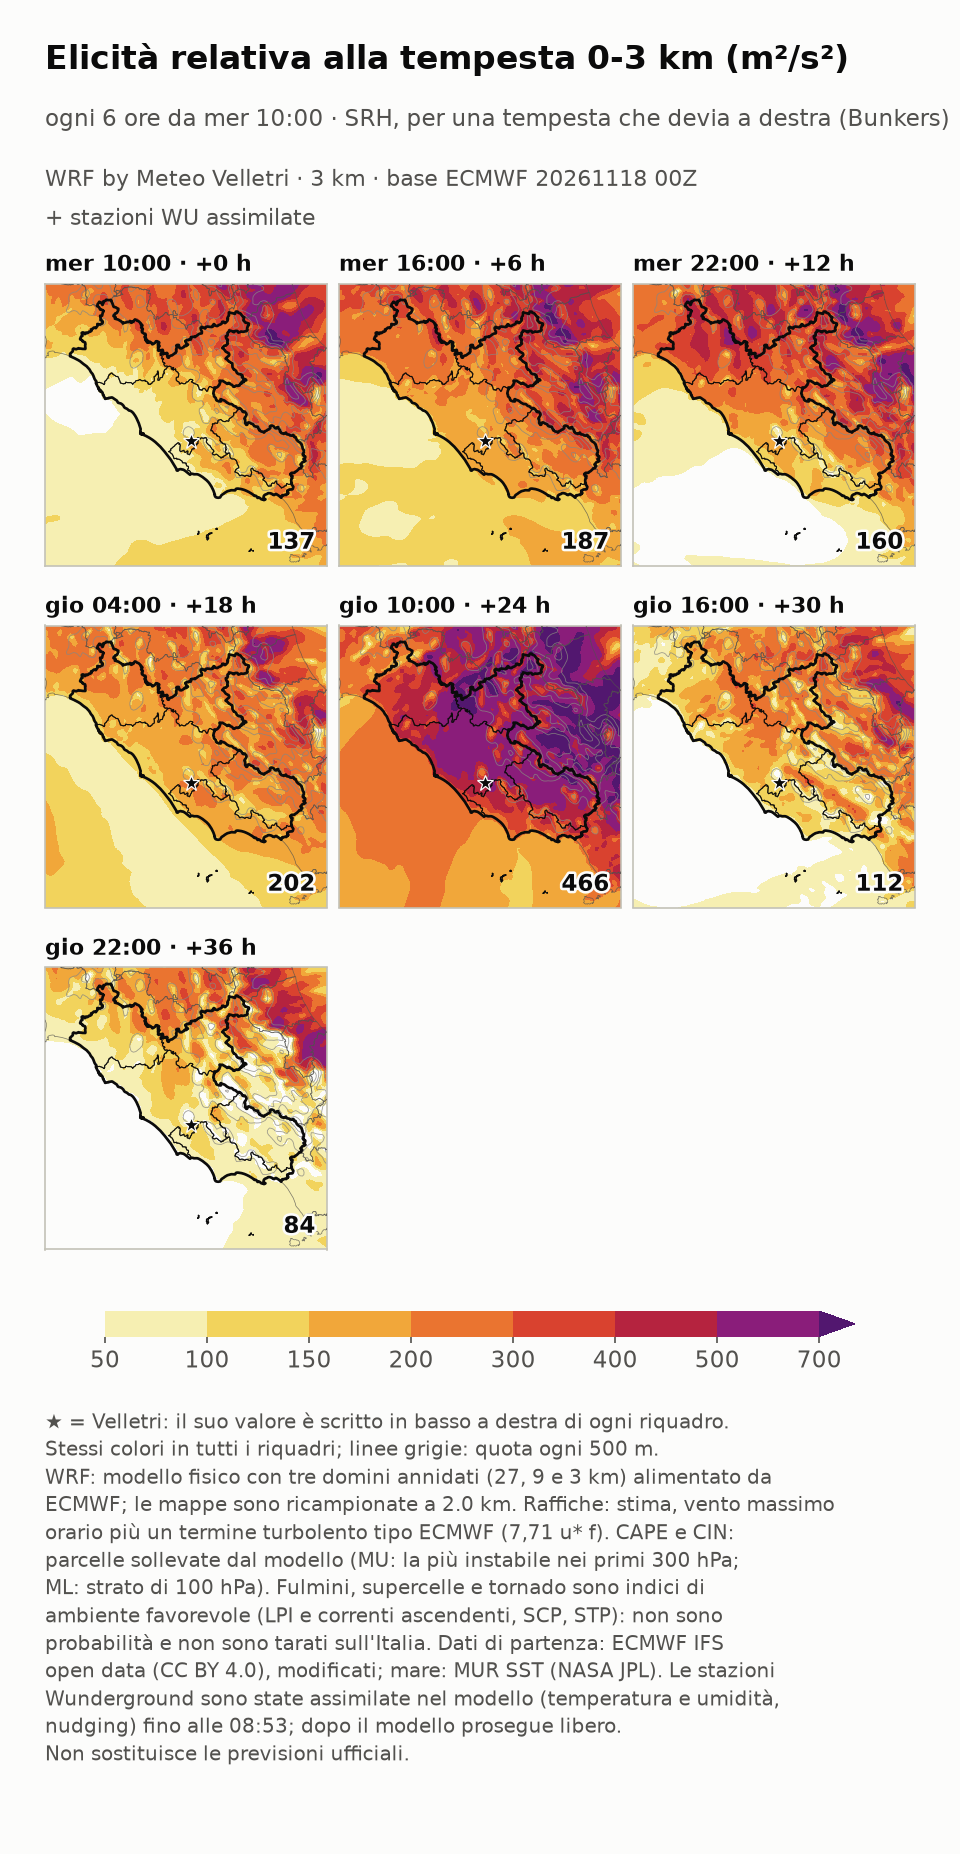 Elicità relativa alla tempesta 0-3 km (m²/s²)
ogni 6 ore da mer 10:00 · SRH, per una tempesta che devia a destra (Bunkers)
WRF by Meteo Velletri · 3 km · base ECMWF 20261118 00Z
+ stazioni WU assimilate
mer 10:00 · +0 h
mer 16:00 · +6 h
mer 22:00 · +12 h
137
187
160
gio 04:00 · +18 h
gio 10:00 · +24 h
gio 16:00 · +30 h
202
466
112
gio 22:00 · +36 h
84
50 100 150 200 300 400 500 700
★ = Velletri: il suo valore è scritto in basso a destra di ogni riquadro.
Stessi colori in tutti i riquadri; linee grigie: quota ogni 500 m.
WRF: modello fisico con tre domini annidati (27, 9 e 3 km) alimentato da
ECMWF; le mappe sono ricampionate a 2.0 km. Raffiche: stima, vento massimo
orario più un termine turbolento tipo ECMWF (7,71 u* f). CAPE e CIN:
parcelle sollevate dal modello (MU: la più instabile nei primi 300 hPa;
ML: strato di 100 hPa). Fulmini, supercelle e tornado sono indici di
ambiente favorevole (LPI e correnti ascendenti, SCP, STP): non sono
probabilità e non sono tarati sull'Italia. Dati di partenza: ECMWF IFS
open data (CC BY 4.0), modificati; mare: MUR SST (NASA JPL). Le stazioni
Wunderground sono state assimilate nel modello (temperatura e umidità,
nudging) fino alle 08:53; dopo il modello prosegue libero.
Non sostituisce le previsioni ufficiali.